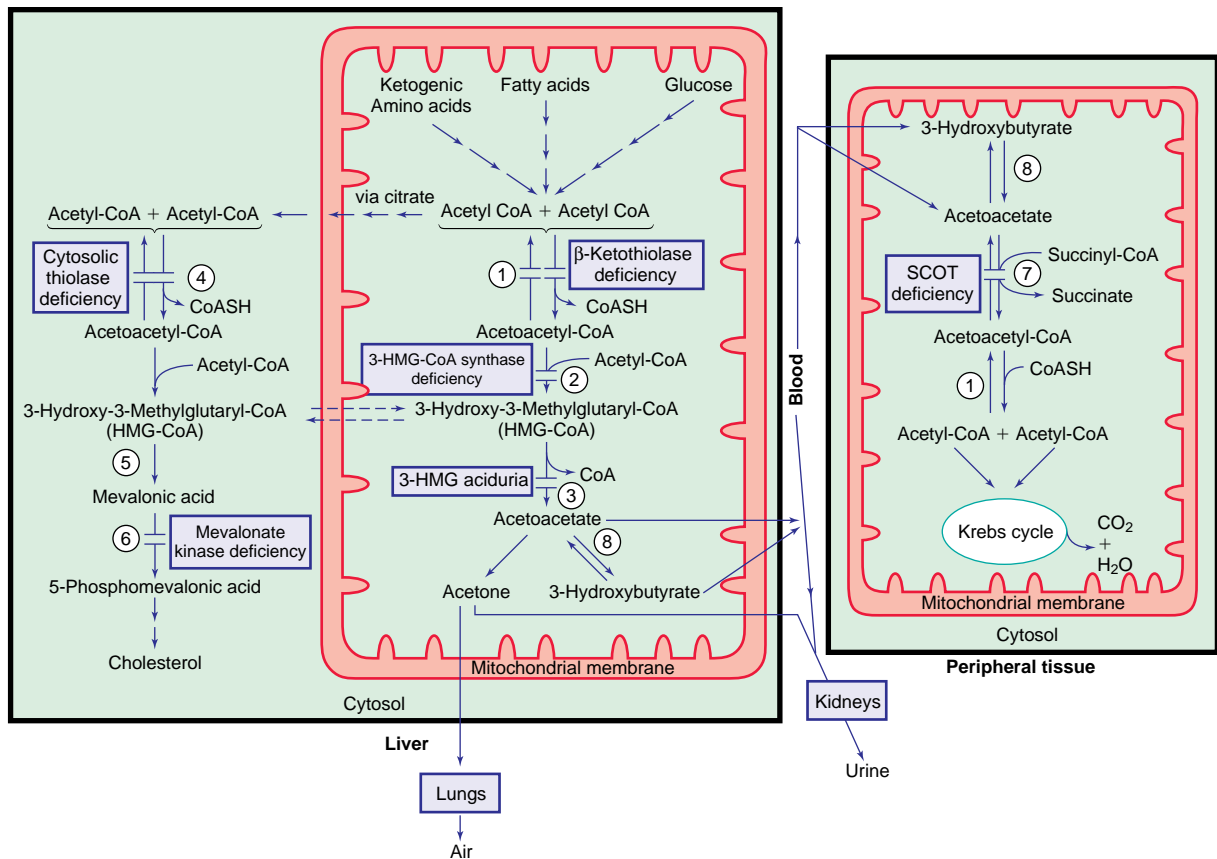 Ketogenic
Amino acids
Fatty acids
Glucose
via citrate
Acetyl-CoA + Acetyl-CoA
Acetyl CoA + Acetyl CoA
Cytosolic
thiolase
deficiency
4
CoASH
1
β-Ketothiolase
deficiency
CoASH
Acetoacetyl-CoA
Acetoacetyl-CoA
Acetyl-CoA
3-HMG-CoA synthase
deficiency
Acetyl-CoA
2
3-Hydroxy-3-Methylglutaryl-CoA
(HMG-CoA)
3-Hydroxy-3-Methylglutaryl-CoA
(HMG-CoA)
5
3-HMG aciduria
CoA
3
Mevalonic acid
Acetoacetate
8
6
Mevalonate
kinase deficiency
5-Phosphomevalonic acid
Acetone
3-Hydroxybutyrate
Cholesterol
Mitochondrial membrane
Cytosol
Liver
Lungs
Air
Blood
Kidneys
Urine
3-Hydroxybutyrate
8
Acetoacetate
SCOT
deficiency
7
Succinyl-CoA
Succinate
Acetoacetyl-CoA
1
CoASH
Acetyl-CoA + Acetyl-CoA
Krebs cycle
CO2
+
H2O
Mitochondrial membrane
Cytosol
Peripheral tissue